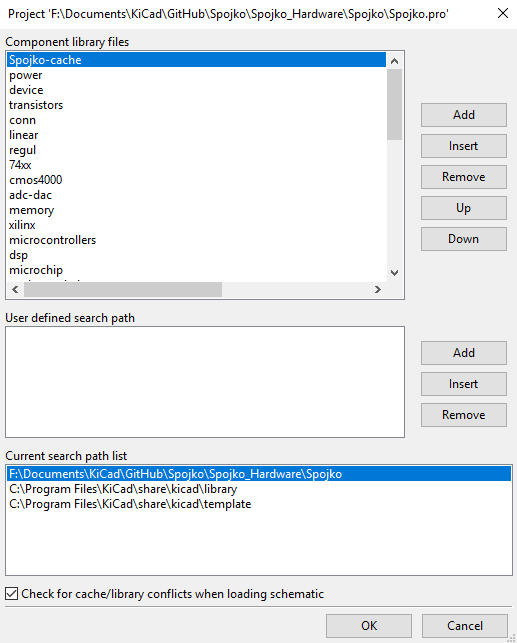 Project 'F:\Documents\KiCad\GitHub\Spojko\Spojko_Hardware\Spojko\Spojko.pro'
Component library files
Spojko-cache
power
device
transistors
conn
linear
regul
74xx
cmos4000
adc-dac
memory
xilinx
microcontrollers
dsp
microchip
Add
Insert
Remove
Up
Down
User defined search path
Add
Insert
Remove
Current search path list
F:\Documents\KiCad\GitHub\Spojko\Spojko_Hardware\Spojko
C:\Program Files\KiCad\share\kicad\library
C:\Program Files\KiCad\share\kicad\template
Check for cache/library conflicts when loading schematic
OK
Cancel